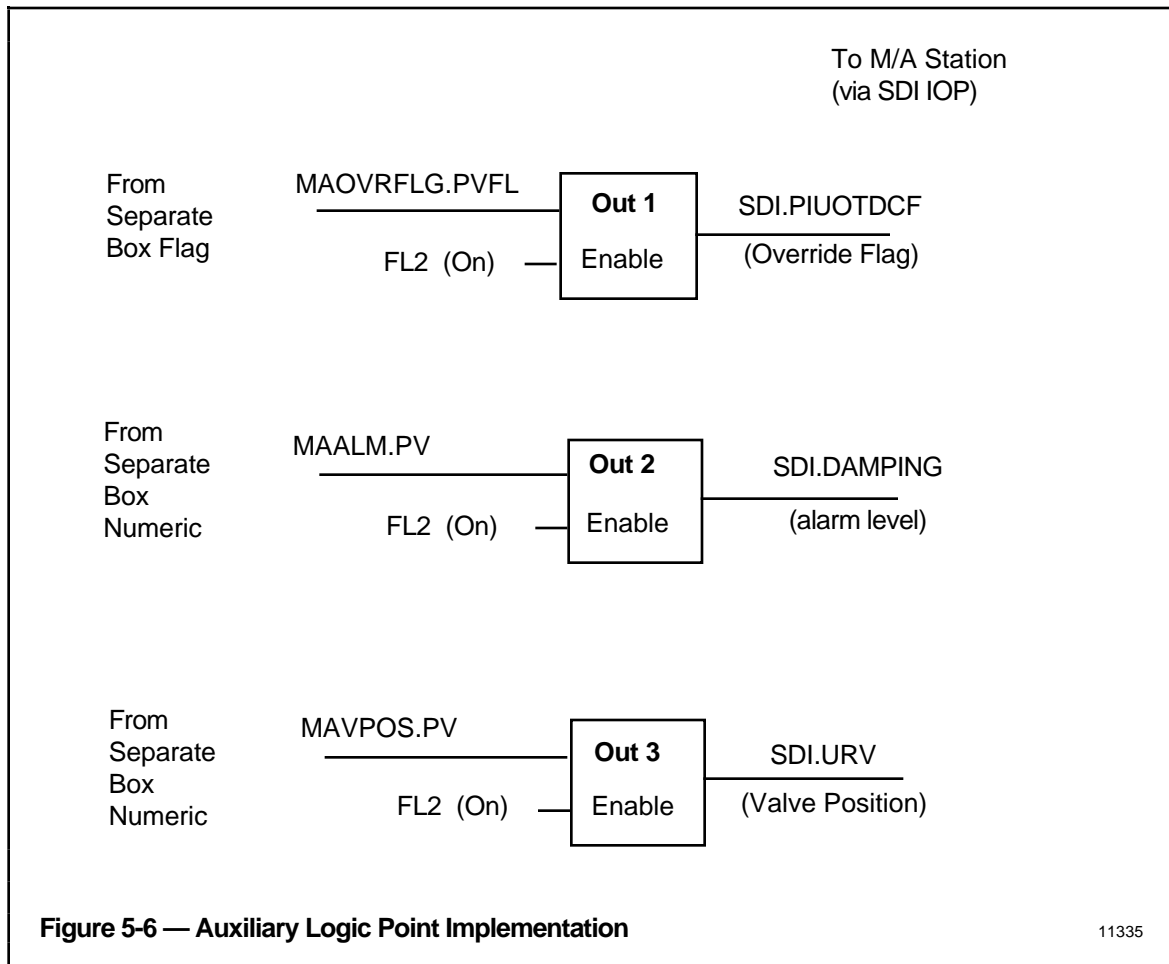 To M/A Station
(via SDI IOP)
From
Separate
Box Flag
MAOVRFLG.PVFL
FL2 (On)
Out 1
Enable
SDI.PIUOTDCF
(Override Flag)
From
Separate
Box
Numeric
MAALM.PV
FL2 (On)
Out 2
Enable
SDI.DAMPING
(alarm level)
From
Separate
Box
Numeric
MAVPOS.PV
FL2 (On)
Out 3
Enable
SDI.URV
(Valve Position)
Figure 5-6 — Auxiliary Logic Point Implementation
11335